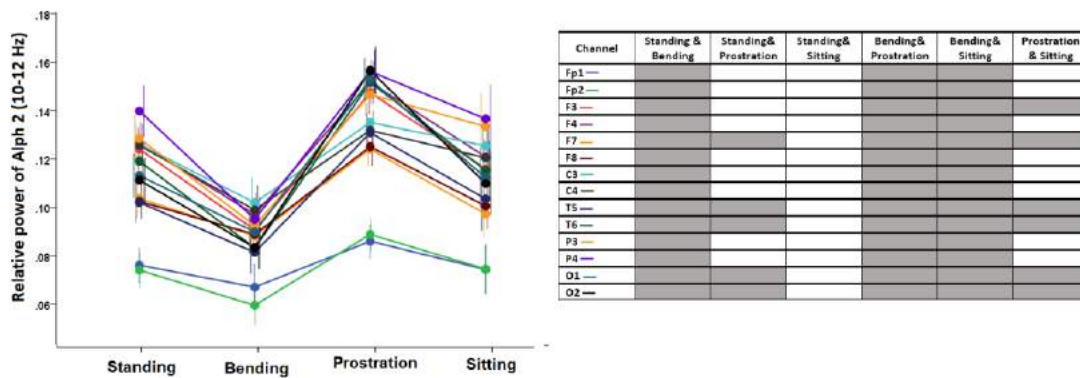 Relative power of Alph 2 (10-12 Hz)
.18
.16
.14
.12
.10
.08
.06
Standing
Bending
Prostration
Sitting
Channel
Standing & Bending
Standing& Prostration
Standing& Sitting
Bending& Prostration
Bending& Sitting
Prostration & Sitting
Fp1
Fp2
F3
F4
F7
F8
C3
C4
T5
T6
P3
P4
O1
O2